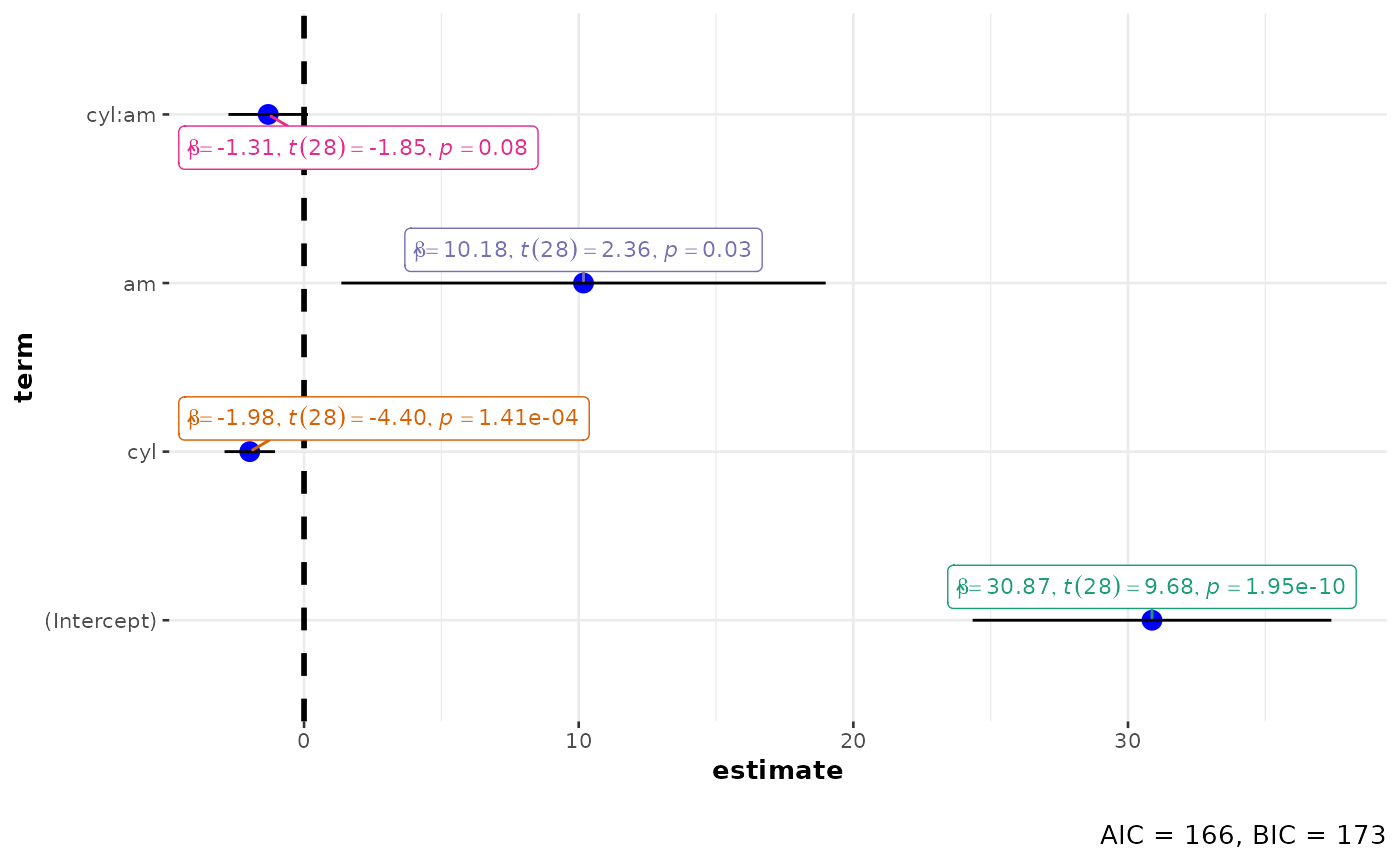 cyl:am
β̂ = -1.31, t(28) = -1.85, p = 0.08
β̂ = 10.18, t(28) = 2.36, p = 0.03
am
term
β̂ = -1.98, t(28) = -4.40, p = 1.41e-04
cyl
β̂ = 30.87, t(28) = 9.68, p = 1.95e-10
(Intercept)
0 10 20 30
estimate
AIC = 166, BIC = 173